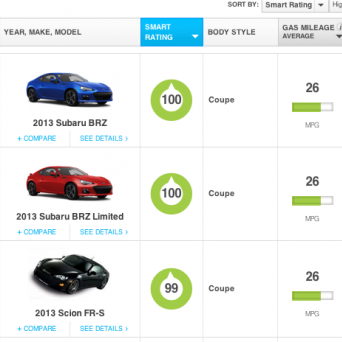 SORT BY: Smart Rating
YEAR, MAKE, MODEL
SMART
RATING
BODY STYLE
GAS MILEAGE
AVERAGE
100
Coupe
26
MPG
2013 Subaru BRZ
+ COMPARE SEE DETAILS ›
100
Coupe
26
MPG
2013 Subaru BRZ Limited
+ COMPARE SEE DETAILS ›
99
Coupe
26
MPG
2013 Scion FR-S
+ COMPARE SEE DETAILS ›